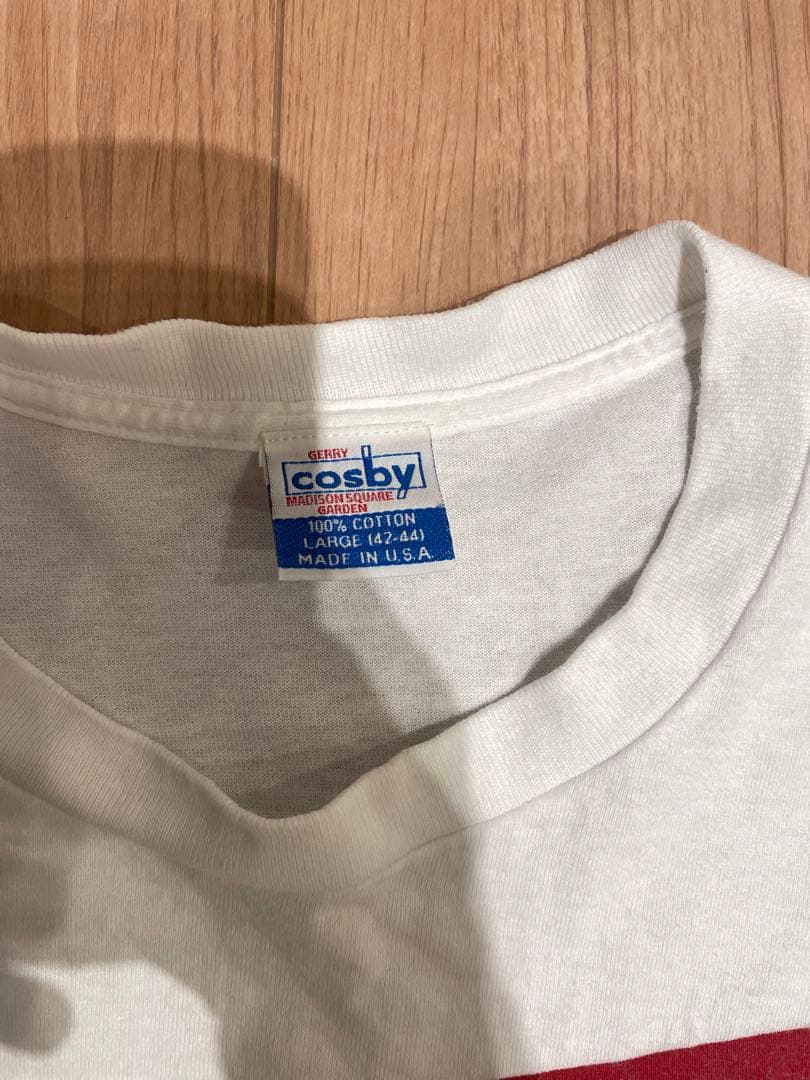 GERRY
cosby
MADISON SQUARE
GARDEN
100% COTTON
LARGE (42-44)
MADE IN U.S.A.